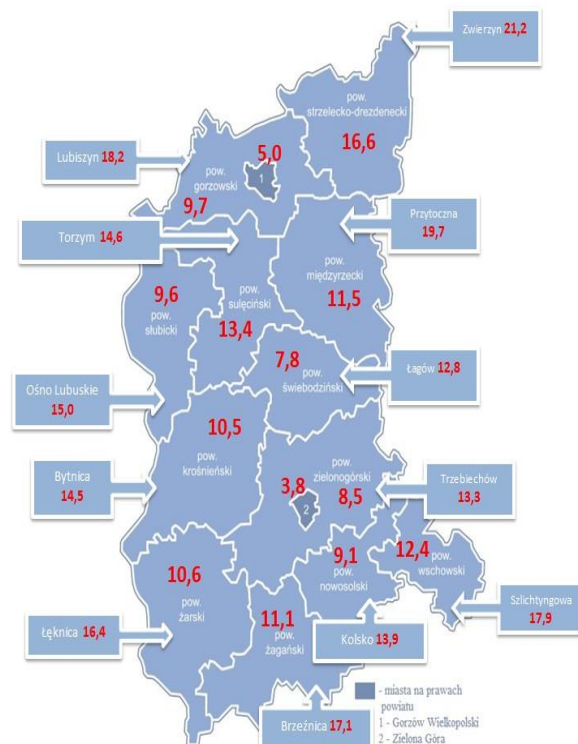 Zwierzyn 21,2
pow.
strzelecko-drezdenecki
16,6
Lubiszyn 18,2
5,0
pow.
gorzowski
1
9,7
Torzym 14,6
Przytoczna
19,7
pow.
międzyrzecki
11,5
9,6
pow.
słubicki
pow.
sulęciński
13,4
7,8
pow.
świebodziński
Łagów 12,8
Ośno Lubuskie
15,0
10,5
pow.
krośnieński
Bytnica
14,5
3,8
pow.
zielonogórski
8,5
2
Trzebiechów
13,3
9,1
pow.
nowosolski
12,4
pow.
wschowski
10,6
pow.
żarski
11,1
pow.
żagański
Szlichtyngowa
17,9
Łęknica 16,4
Kolsko 13,9
Brzeźnica 17,1
- miasta na prawach
powiatu
1 - Gorzów Wielkopolski
2 - Zielona Góra